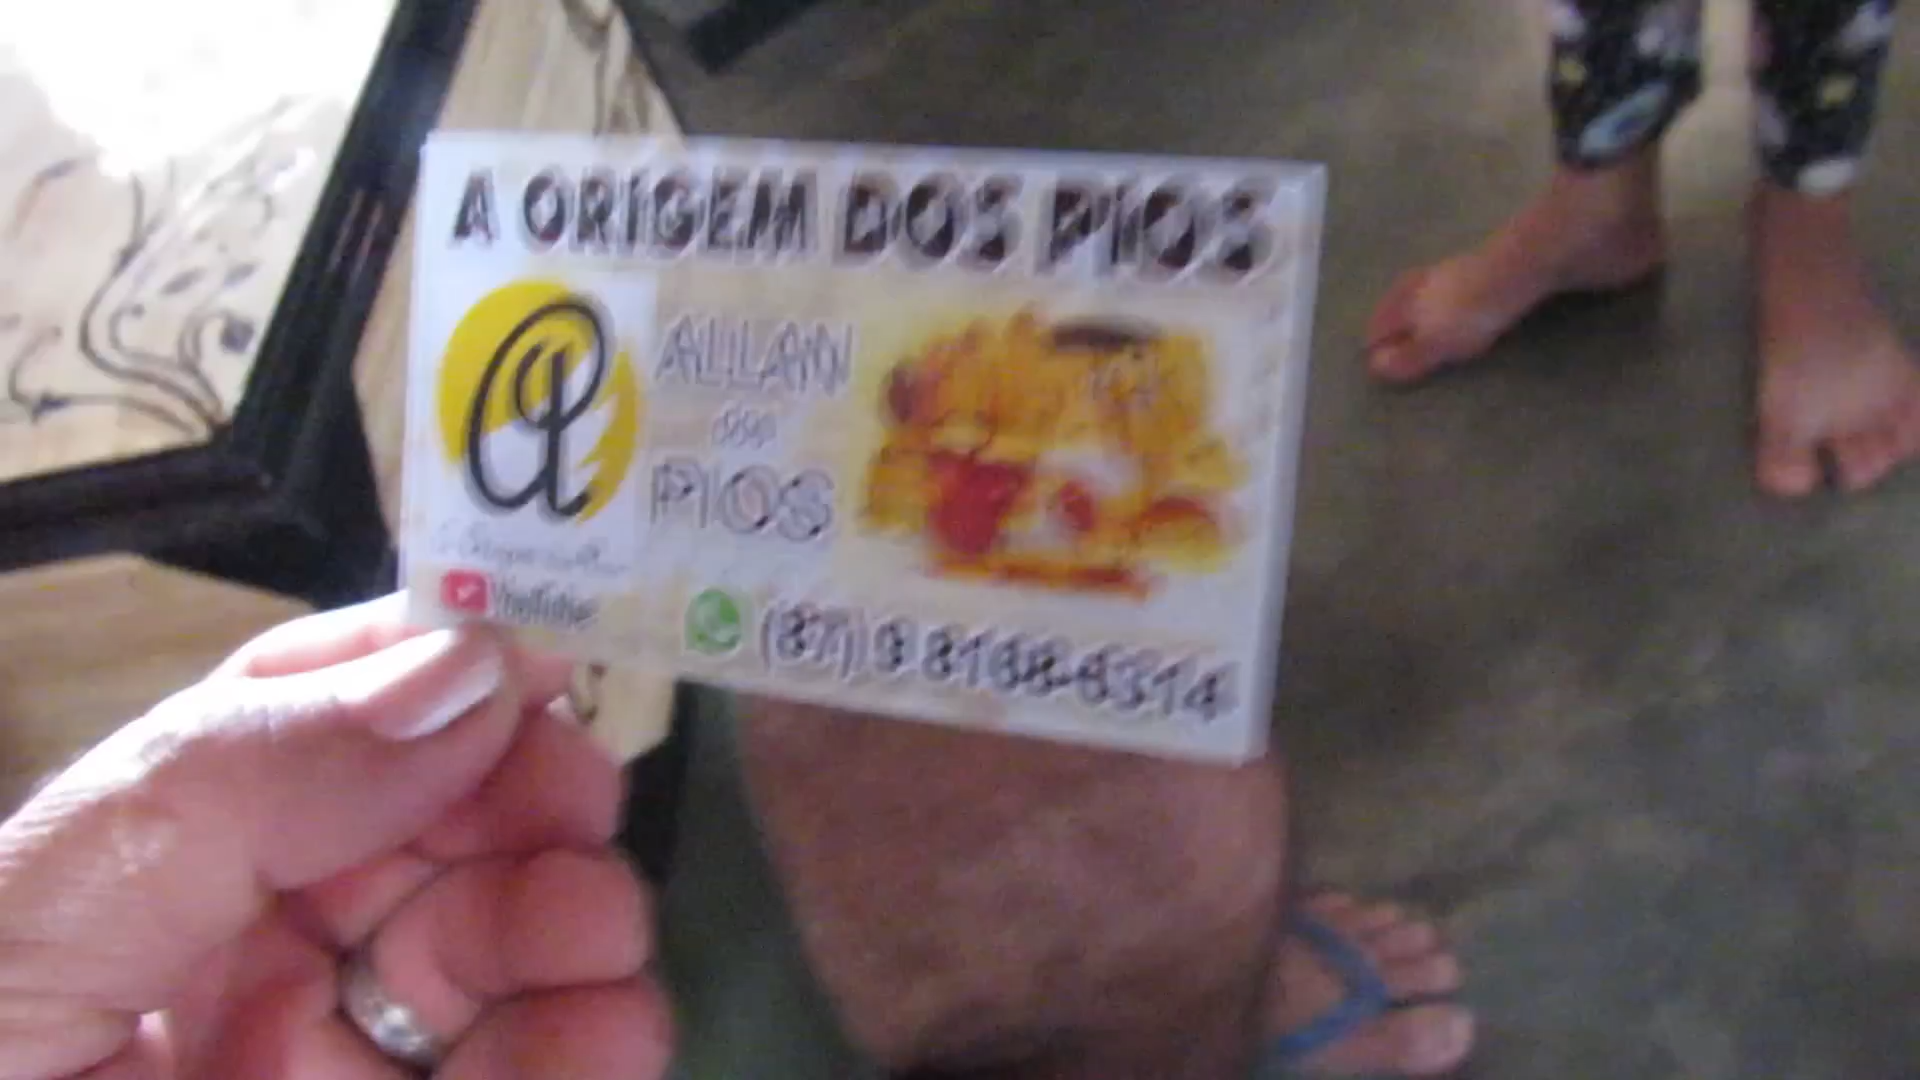 A ORIGEM DOS PIOS
ALLAN
dos
PIOS
YouTube
(87) 9 8168-6314